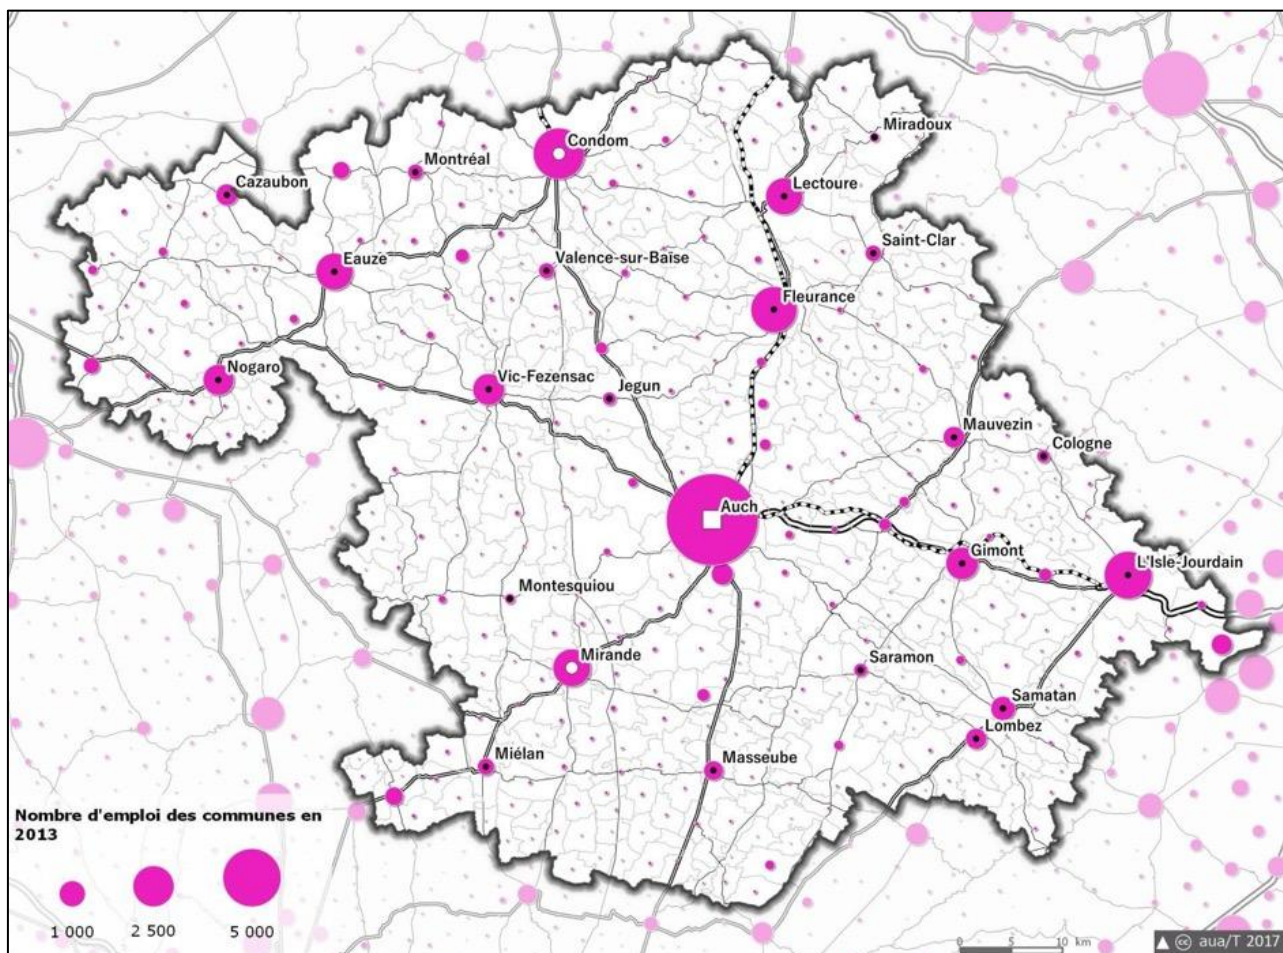 Miradoux
Condom
Montréal
Lectoure
Cazaubon
Saint-Clar
Eauze
Valence-sur-Baïse
Fleurance
Nogaro
Vic-Fezensac
Jegun
Mauvezin
Cologne
Auch
Gimont
L'Isle-Jourdain
Montesquiou
Mirande
Saramon
Samatan
Lombez
Miélan
Masseube
Nombre d'emploi des communes en
2013
1 000
2 500
5 000
0 5 10 km
cc aua/T 2017